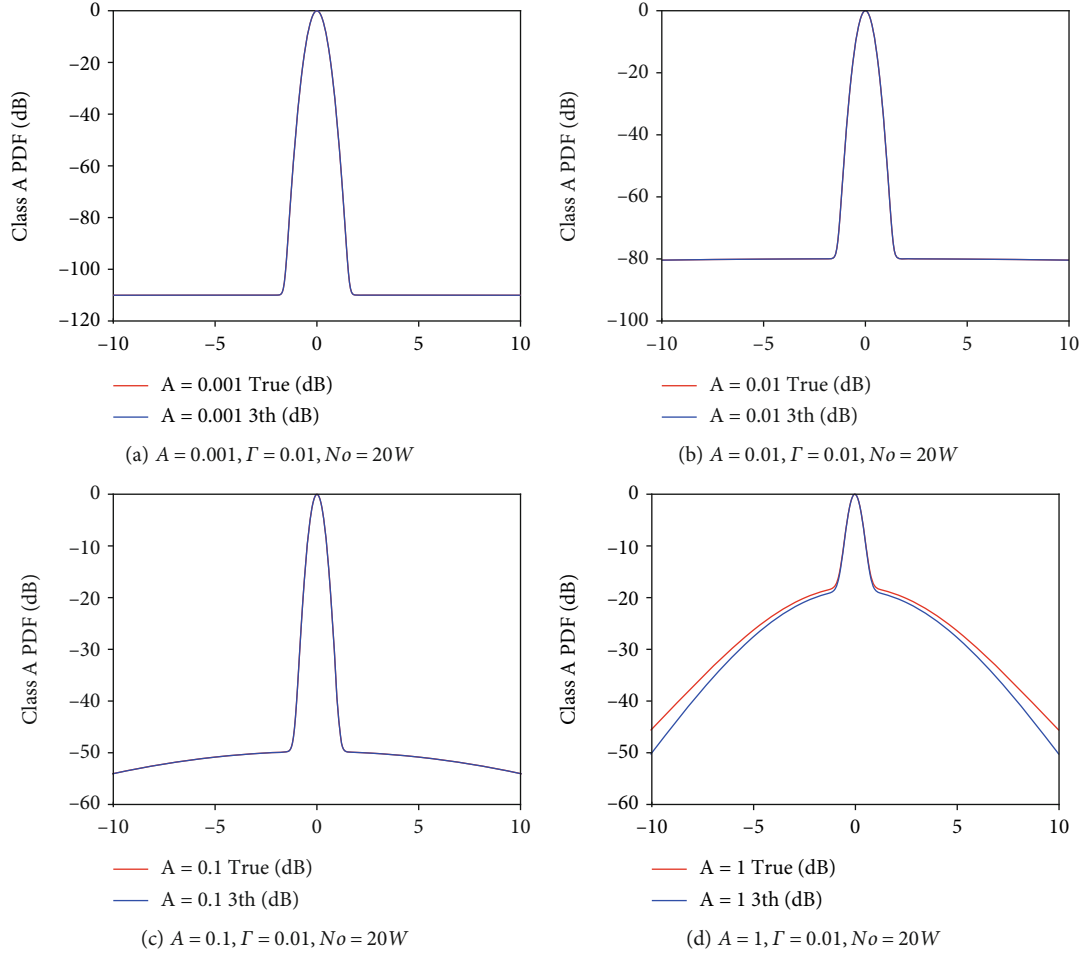 Class A PDF (dB)
0
−20
−40
−60
−80
−100
−120
−10
−5
0
5
10
A = 0.001 True (dB)
A = 0.001 3th (dB)
(a) A = 0.001, Γ = 0.01, No = 20W
Class A PDF (dB)
0
−20
−40
−60
−80
−100
−10
−5
0
5
10
A = 0.01 True (dB)
A = 0.01 3th (dB)
(b) A = 0.01, Γ = 0.01, No = 20W
Class A PDF (dB)
0
−10
−20
−30
−40
−50
−60
−10
−5
0
5
10
A = 0.1 True (dB)
A = 0.1 3th (dB)
(c) A = 0.1, Γ = 0.01, No = 20W
Class A PDF (dB)
0
−10
−20
−30
−40
−50
−60
−10
−5
0
5
10
A = 1 True (dB)
A = 1 3th (dB)
(d) A = 1, Γ = 0.01, No = 20W